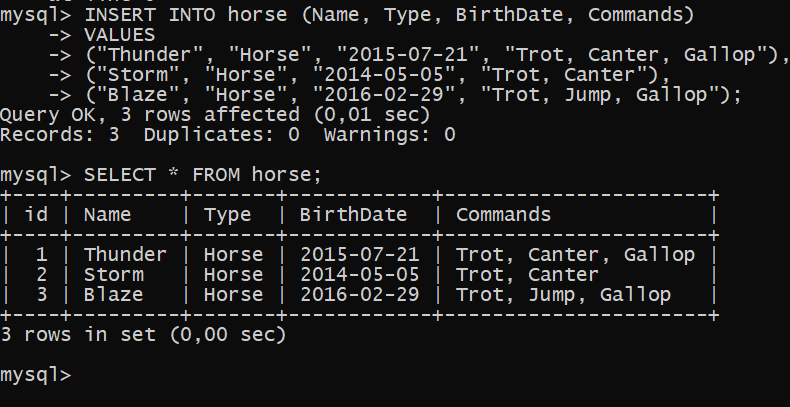 mysql> INSERT INTO horse (Name, Type, BirthDate, Commands)
    -> VALUES
    -> ("Thunder", "Horse", "2015-07-21", "Trot, Canter, Gallop"),
    -> ("Storm", "Horse", "2014-05-05", "Trot, Canter"),
    -> ("Blaze", "Horse", "2016-02-29", "Trot, Jump, Gallop");
Query OK, 3 rows affected (0,01 sec)
Records: 3  Duplicates: 0  Warnings: 0

mysql> SELECT * FROM horse;
+----+---------+-------+------------+----------------------+
| id | Name    | Type  | BirthDate  | Commands             |
+----+---------+-------+------------+----------------------+
|  1 | Thunder | Horse | 2015-07-21 | Trot, Canter, Gallop |
|  2 | Storm   | Horse | 2014-05-05 | Trot, Canter         |
|  3 | Blaze   | Horse | 2016-02-29 | Trot, Jump, Gallop   |
+----+---------+-------+------------+----------------------+
3 rows in set (0,00 sec)

mysql>